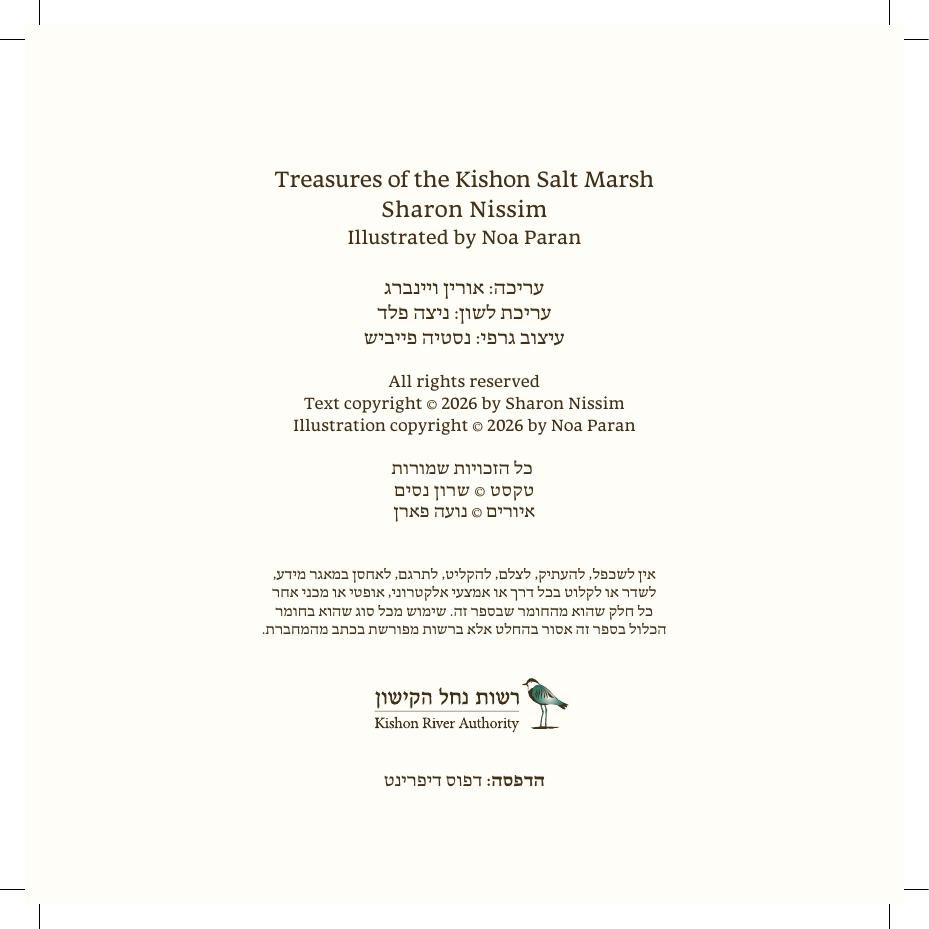 Treasures of the Kishon Salt Marsh
Sharon Nissim
Illustrated by Noa Paran
עריכה: אורין ויינברג
עריכת לשון: ניצה פלד
עיצוב גרפי: נסטיה פייביש
All rights reserved
Text copyright © 2026 by Sharon Nissim
Illustration copyright © 2026 by Noa Paran
כל הזכויות שמורות
טקסט © שרון נסים
איורים © נועה פארן
אין לשכפל, להעתיק, לצלם, להקליט, לתרגם, לאחסן במאגר מידע,
לשדר או לקלוט בכל דרך או אמצעי אלקטרוני, אופטי או מכני אחר
כל חלק שהוא מהחומר שבספר זה. שימוש מכל סוג שהוא בחומר
הכלול בספר זה אסור בהחלט אלא ברשות מפורשת בכתב מהמחברת.
רשות נחל הקישון
Kishon River Authority
הדפסה: דפוס דיפרינט